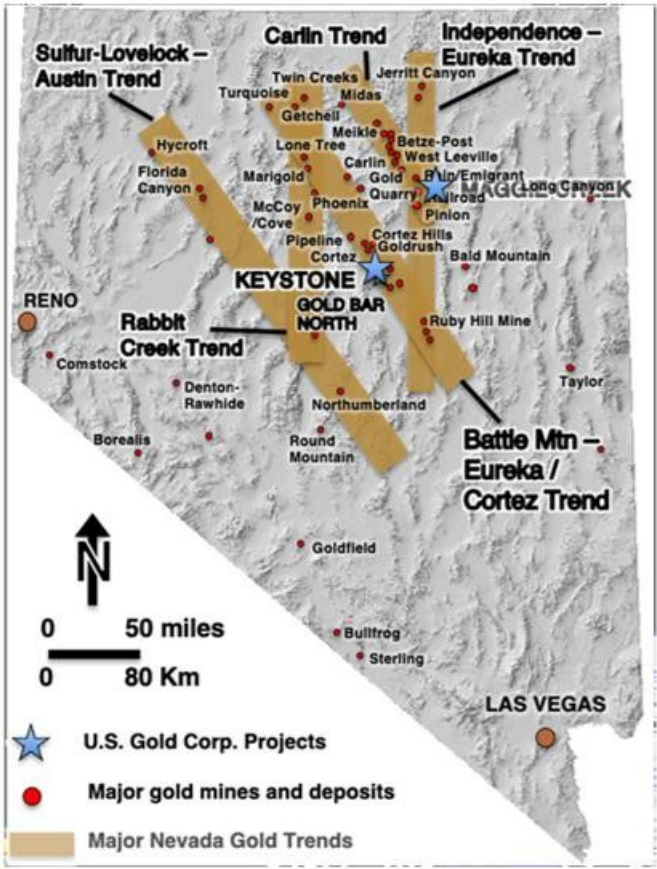 Sulfur-Lovelock –
Austin Trend
Carlin Trend
Independence –
Eureka Trend
Twin Creeks
Jerritt Canyon
Turquoise
Midas
Getchell
Meikle
Betze-Post
Hycroft
Lone Tree
West Leeville
Carlin
Florida
Canyon
Marigold
Gold
Quarry
/Emigrant
MAGGIE CREEK
Long Canyon
Railroad
Phoenix
Pinion
McCoy
/Cove
Pipeline
Cortez Hills
Goldrush
Cortez
Bald Mountain
KEYSTONE
GOLD BAR
NORTH
RENO
Rabbit
Creek Trend
Ruby Hill Mine
Comstock
Taylor
Denton-
Rawhide
Northumberland
Borealis
Round
Mountain
Battle Mtn –
Eureka /
Cortez Trend
N
Goldfield
0 50 miles
0 80 Km
Bullfrog
Sterling
LAS VEGAS
U.S. Gold Corp. Projects
Major gold mines and deposits
Major Nevada Gold Trends